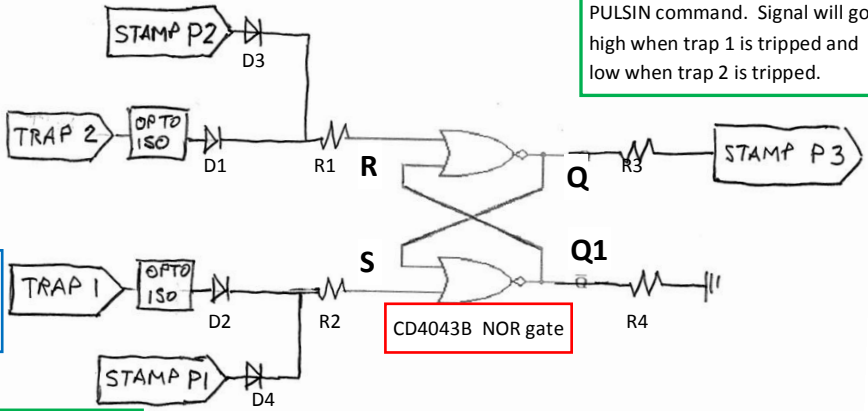 PULSIN command. Signal will go
high when trap 1 is tripped and
low when trap 2 is tripped.
STAMP P2
D3
TRAP 2
OPTO
ISO
D1
R1
R
Q
R3
STAMP P3
TRAP 1
OPTO
ISO
D2
S
R2
Q1
Q
R4
CD4043B NOR gate
STAMP P1
D4